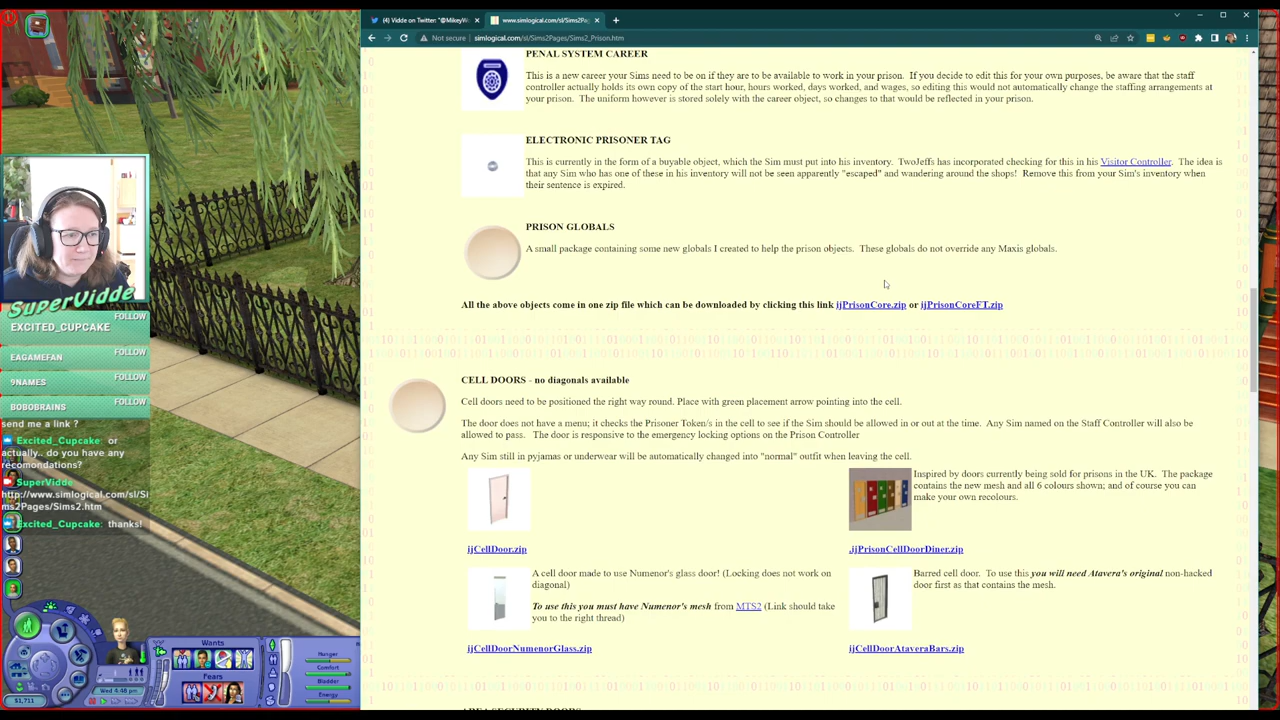 (4) Vidde on Twitter: "@MikeyW
www.simlogical.com/sl/Sims2Pag
Not secure simlogical.com/sl/Sims2Pages/Sims2_Prison.htm
PENAL SYSTEM CAREER
This is a new career your Sims need to be on if they are to be available to work in your prison. If you decide to edit this for your own purposes, be aware that the staff
controller actually holds its own copy of the start hour, hours worked, days worked, and wages, so editing this would not automatically change the staffing arrangements at
your prison. The uniform however is stored solely with the career object, so changes to that would be reflected in your prison.
ELECTRONIC PRISONER TAG
This is currently in the form of a buyable object, which the Sim must put into his inventory. TwoJeffs has incorporated checking for this in his Visitor Controller. The idea is
that any Sim who has one of these in his inventory will not be seen apparently "escaped" and wandering around the shops! Remove this from your Sim's inventory when
their sentence is expired.
PRISON GLOBALS
A small package containing some new globals I created to help the prison objects. These globals do not override any Maxis globals.
All the above objects come in one zip file which can be downloaded by clicking this link ijPrisonCore.zip or ijPrisonCoreFT.zip
CELL DOORS - no diagonals available
Cell doors need to be positioned the right way round. Place with green placement arrow pointing into the cell.
The door does not have a menu; it checks the Prisoner Token/s in the cell to see if the Sim should be allowed in or out at the time. Any Sim named on the Staff Controller will also be
allowed to pass. The door is responsive to the emergency locking options on the Prison Controller
Any Sim still in pyjamas or underwear will be automatically changed into "normal" outfit when leaving the cell.
Inspired by doors currently being sold for prisons in the UK. The package
contains the new mesh and all 6 colours shown; and of course you can
make your own recolours.
ijCellDoor.zip
.ijPrisonCellDoorDiner.zip
A cell door made to use Numenor's glass door! (Locking does not work on
diagonal)
To use this you must have Numenor's mesh from MTS2 (Link should take
you to the right thread)
Barred cell door. To use this you will need Atavera's original non-hacked
door first as that contains the mesh.
ijCellDoorNumenorGlass.zip
ijCellDoorAtaveraBars.zip
AREA SECURITY DOORS
SuperVidde
EXCITED_CUPCAKE FOLLOW
EAGAMEFAN FOLLOW
9NAMES FOLLOW
BOBOBRAINS FOLLOW
send me a link ?
Excited_Cupcake: or
actually.. do you have any
recomondations?
SuperVidde:
http://www.simlogical.com/sl/Si
ms2Pages/Sims2.htm
Excited_Cupcake: thanks!
Wants
Fears
Hunger
Comfort
Bladder
Energy
Wed 4:48 pm